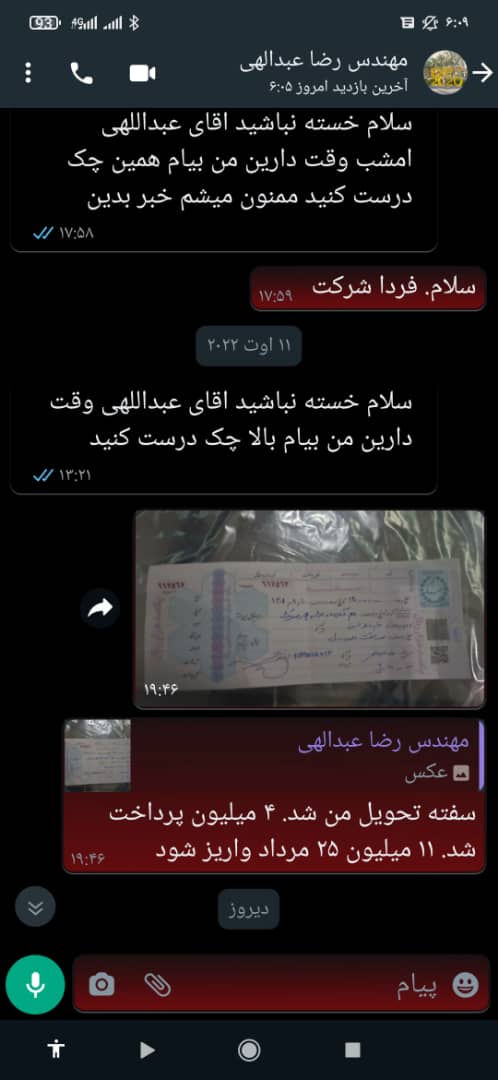 ۶:۰۹
93
4G
مهندس رضا عبدالهی
آخرین بازدید امروز ۶:۰۵
سلام خسته نباشید اقای عبداللهی
امشب وقت دارین من بیام همین چک
درست کنید ممنون میشم خبر بدین
۱۷:۵۸
سلام. فردا شرکت
۱۷:۵۹
۱۱ اوت ۲۰۲۲
سلام خسته نباشید اقای عبداللهی وقت
دارین من بیام بالا چک درست کنید
۱۳:۲۱
۱۹:۴۶
مهندس رضا عبدالهی
عکس
سفته تحویل من شد. ۴ میلیون پرداخت
شد. ۱۱ میلیون ۲۵ مرداد واریز شود
۱۹:۴۶
دیروز
پیام